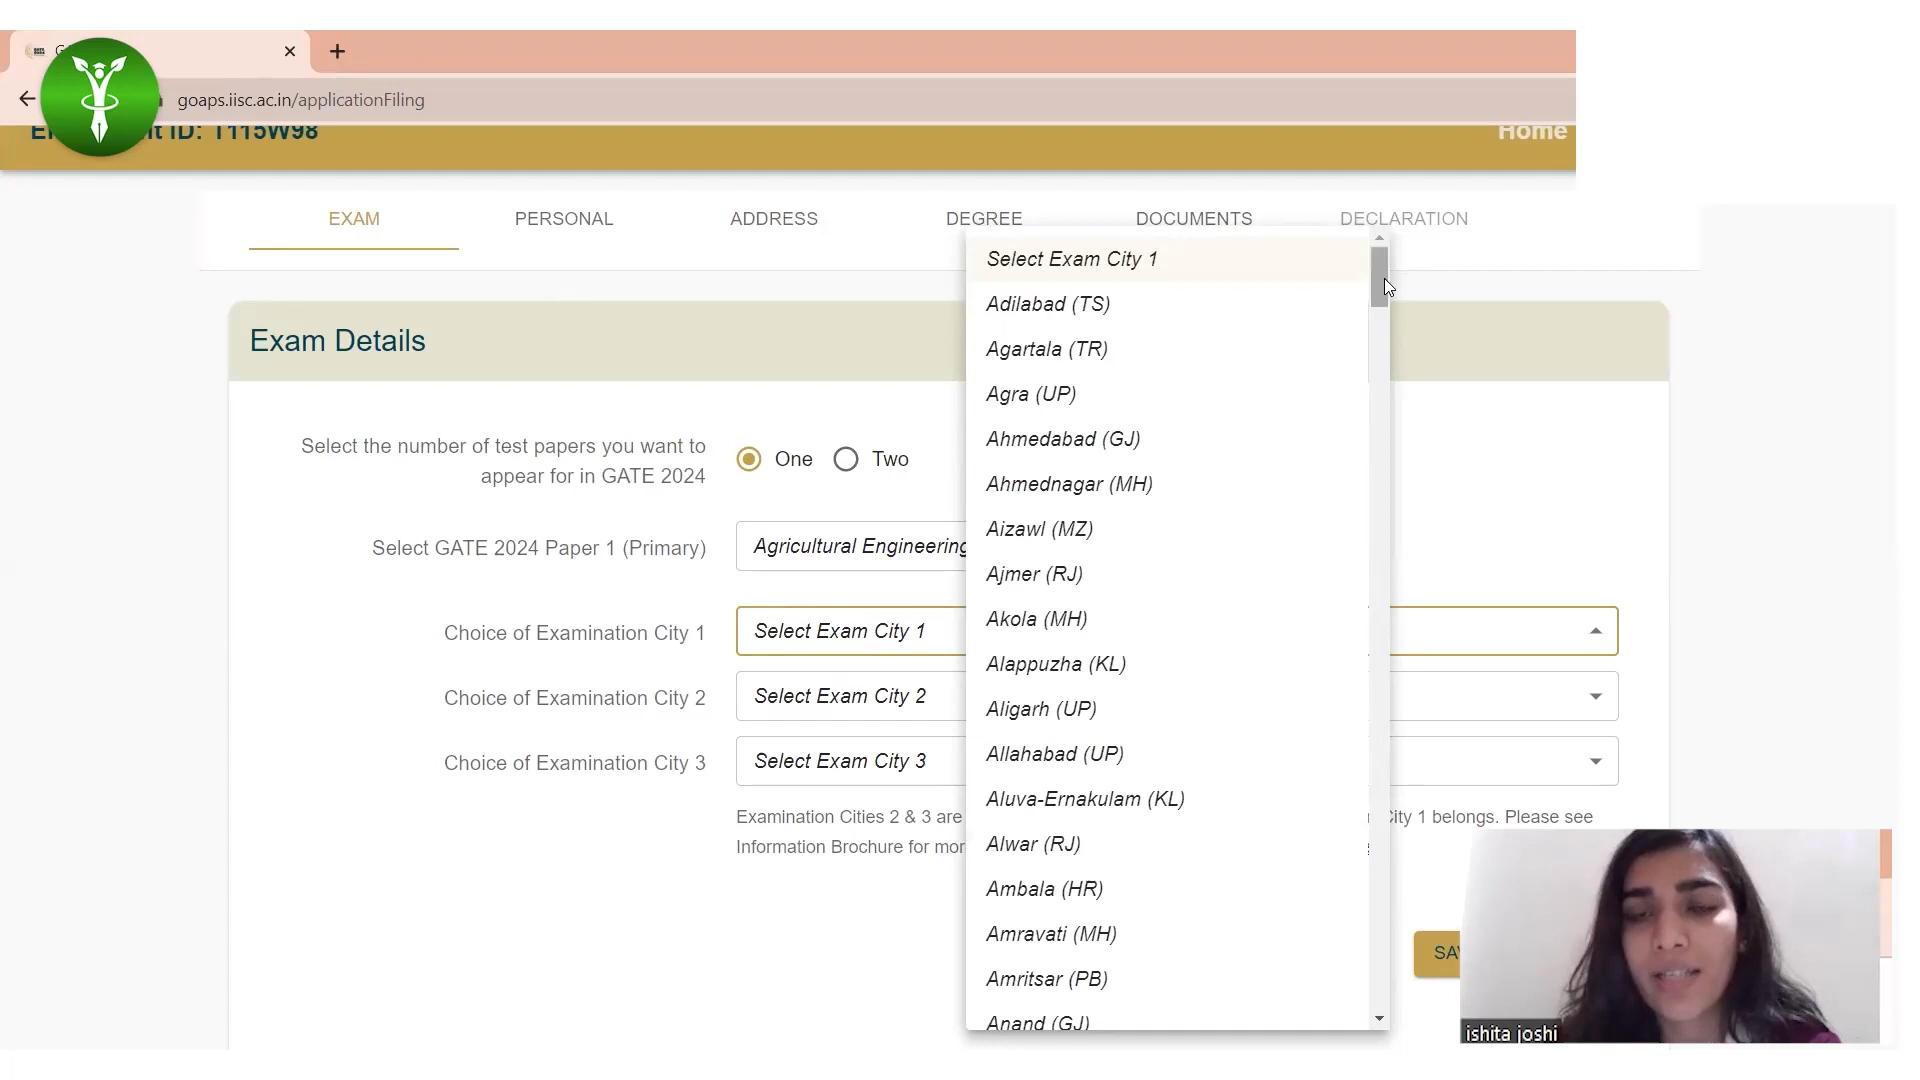 goaps.iisc.ac.in/applicationFiling
t ID: T115W98
Home
EXAM
PERSONAL
ADDRESS
DEGREE
DOCUMENTS
DECLARATION
Exam Details
Select the number of test papers you want to
appear for in GATE 2024
One
Two
Select GATE 2024 Paper 1 (Primary)
Agricultural Engineering
Choice of Examination City 1
Select Exam City 1
Choice of Examination City 2
Select Exam City 2
Choice of Examination City 3
Select Exam City 3
Examination Cities 2 & 3 are
City 1 belongs. Please see
Information Brochure for mor
Select Exam City 1
Adilabad (TS)
Agartala (TR)
Agra (UP)
Ahmedabad (GJ)
Ahmednagar (MH)
Aizawl (MZ)
Ajmer (RJ)
Akola (MH)
Alappuzha (KL)
Aligarh (UP)
Allahabad (UP)
Aluva-Ernakulam (KL)
Alwar (RJ)
Ambala (HR)
Amravati (MH)
Amritsar (PB)
Anand (GJ)
SA
ishita joshi